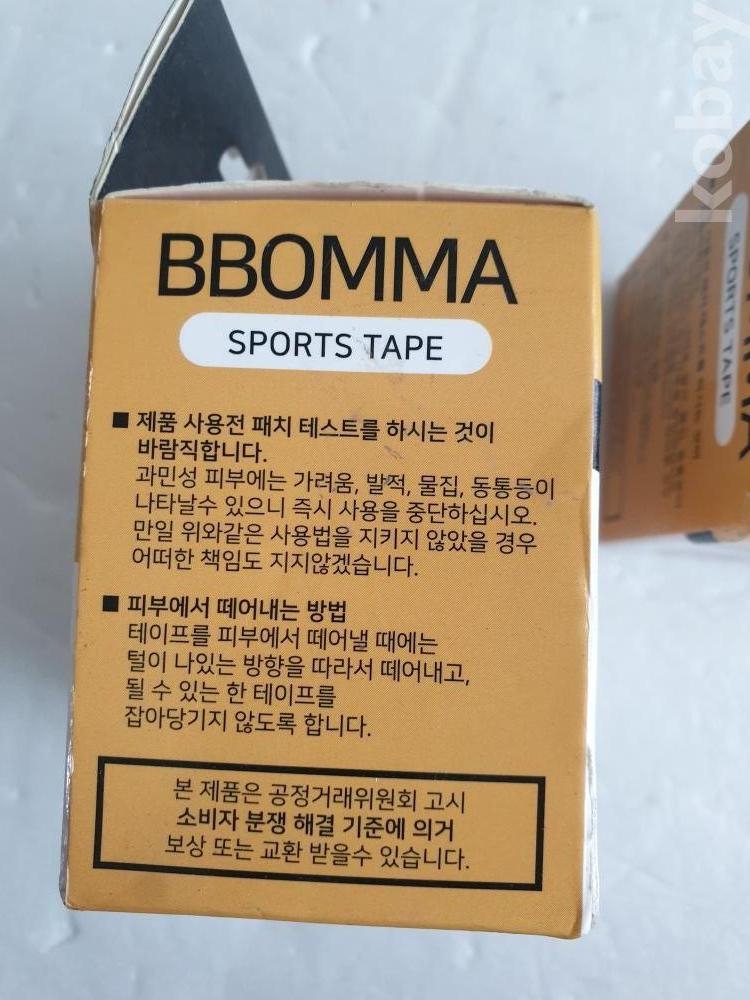 kobay
BBOMMA
SPORTS TAPE
■ 제품 사용전 패치 테스트를 하시는 것이
바람직합니다.
과민성 피부에는 가려움, 발적, 물집, 동통등이
나타날수 있으니 즉시 사용을 중단하십시오.
만일 위와같은 사용법을 지키지 않았을 경우
어떠한 책임도 지지않겠습니다.
■ 피부에서 떼어내는 방법
테이프를 피부에서 떼어낼 때에는
털이 나있는 방향을 따라서 떼어내고,
될 수 있는 한 테이프를
잡아당기지 않도록 합니다.
본 제품은 공정거래위원회 고시
소비자 분쟁 해결 기준에 의거
보상 또는 교환 받을수 있습니다.
SPORTS TAPE